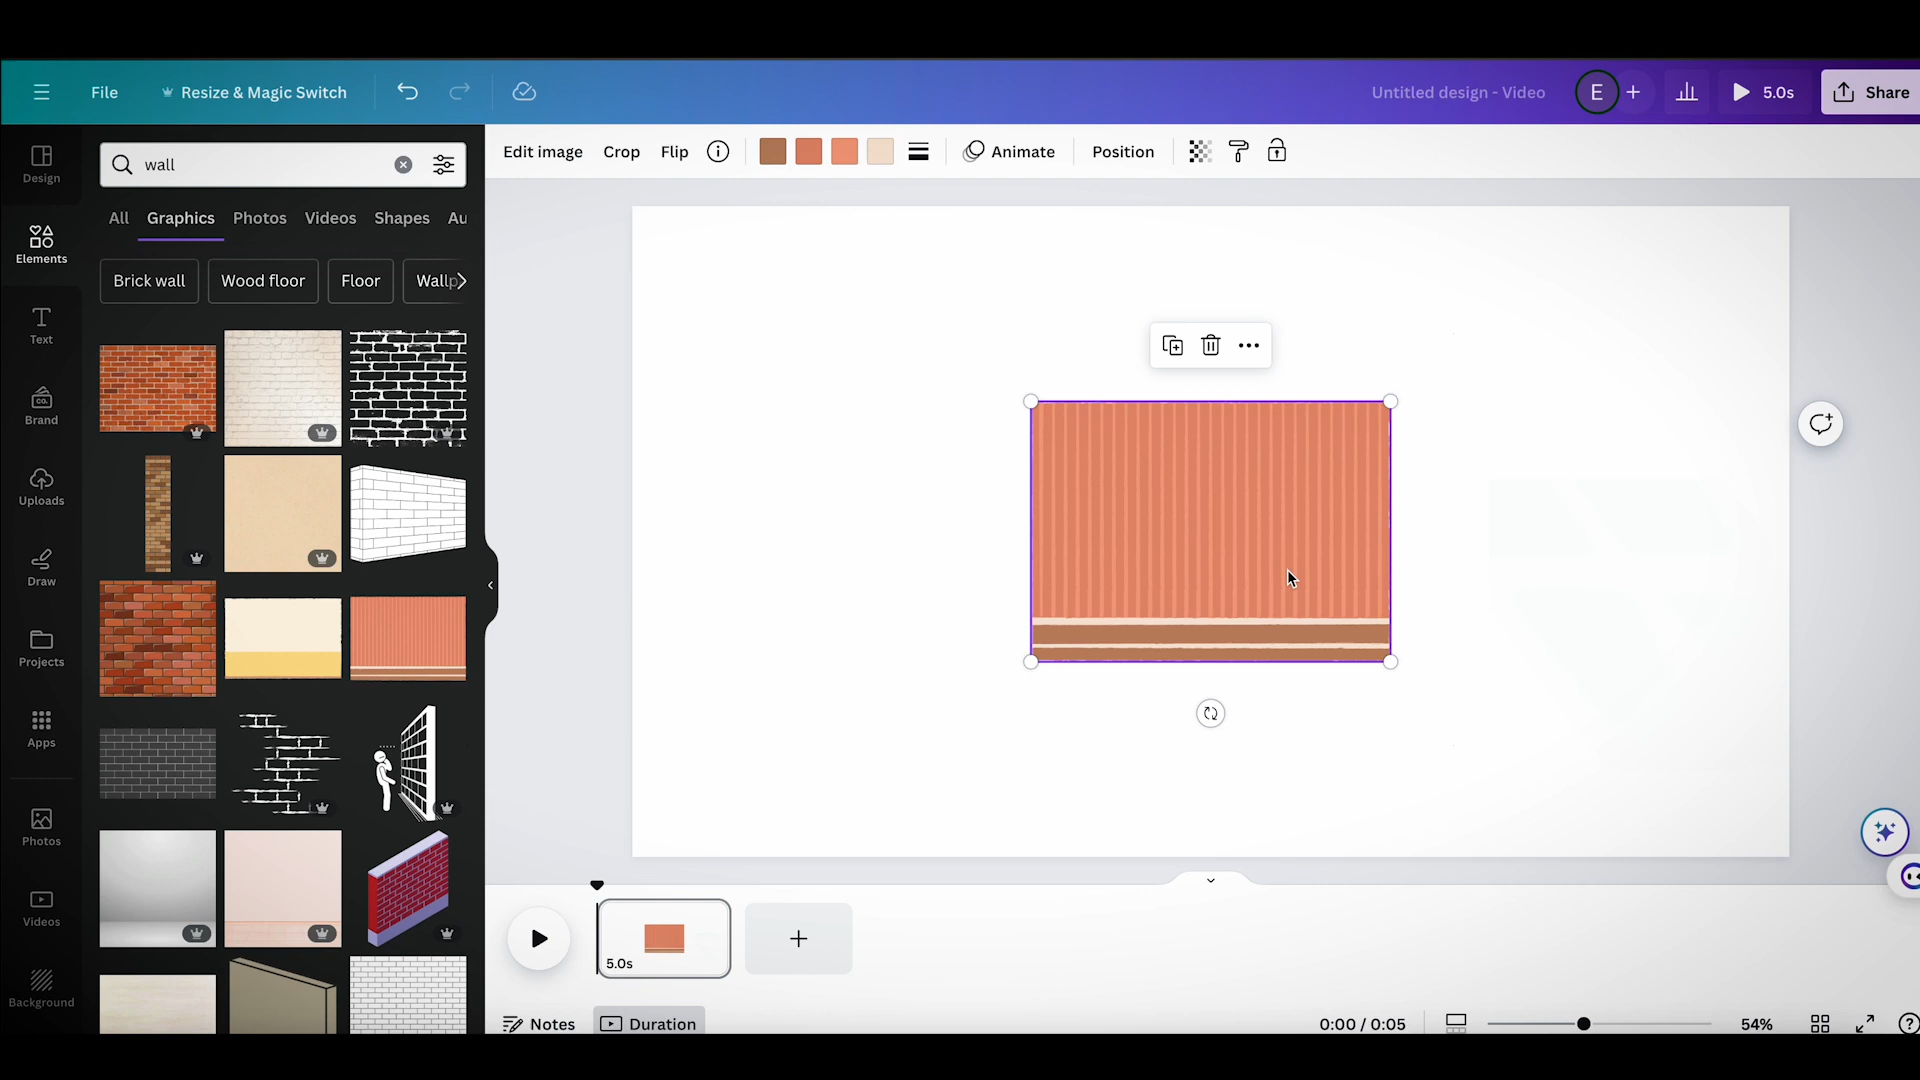 File
Resize & Magic Switch
Untitled design - Video
E
5.0s
Share
Design
Elements
Text
Brand
CO.
Uploads
Draw
Projects
Apps
Photos
Videos
Background
wall
All Graphics Photos Videos Shapes Au
Brick wall
Wood floor
Floor
Wallp
Edit image
Crop
Flip
Animate
Position
5.0s
Notes
Duration
0:00 / 0:05
54%